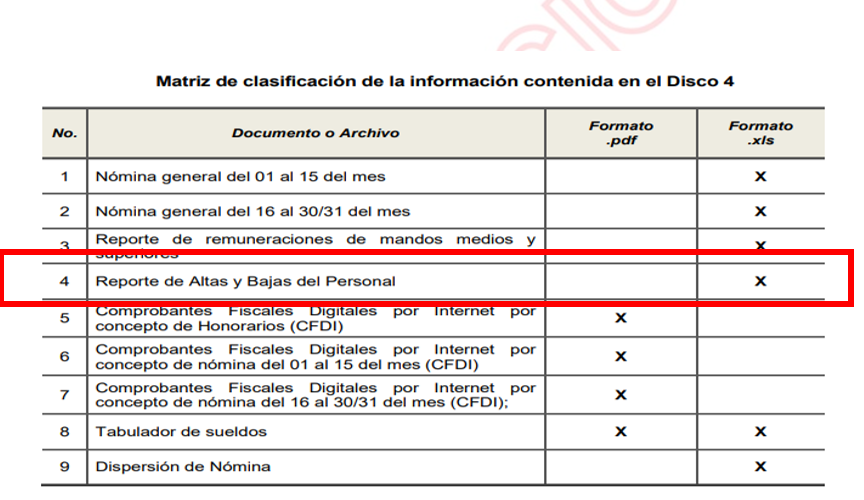 Matriz de clasificación de la información contenida en el Disco 4
No. Documento o Archivo Formato .pdf Formato .xls
1 Nómina general del 01 al 15 del mes X
2 Nómina general del 16 al 30/31 del mes X
3 Reporte de remuneraciones de mandos medios y X
superiores
4 Reporte de Altas y Bajas del Personal X
5 Comprobantes Fiscales Digitales por Internet por X
concepto de Honorarios (CFDI)
6 Comprobantes Fiscales Digitales por Internet por X
concepto de nómina del 01 al 15 del mes (CFDI)
7 Comprobantes Fiscales Digitales por Internet por X
concepto de nómina del 16 al 30/31 del mes (CFDI);
8 Tabulador de sueldos X X
9 Dispersión de Nómina X